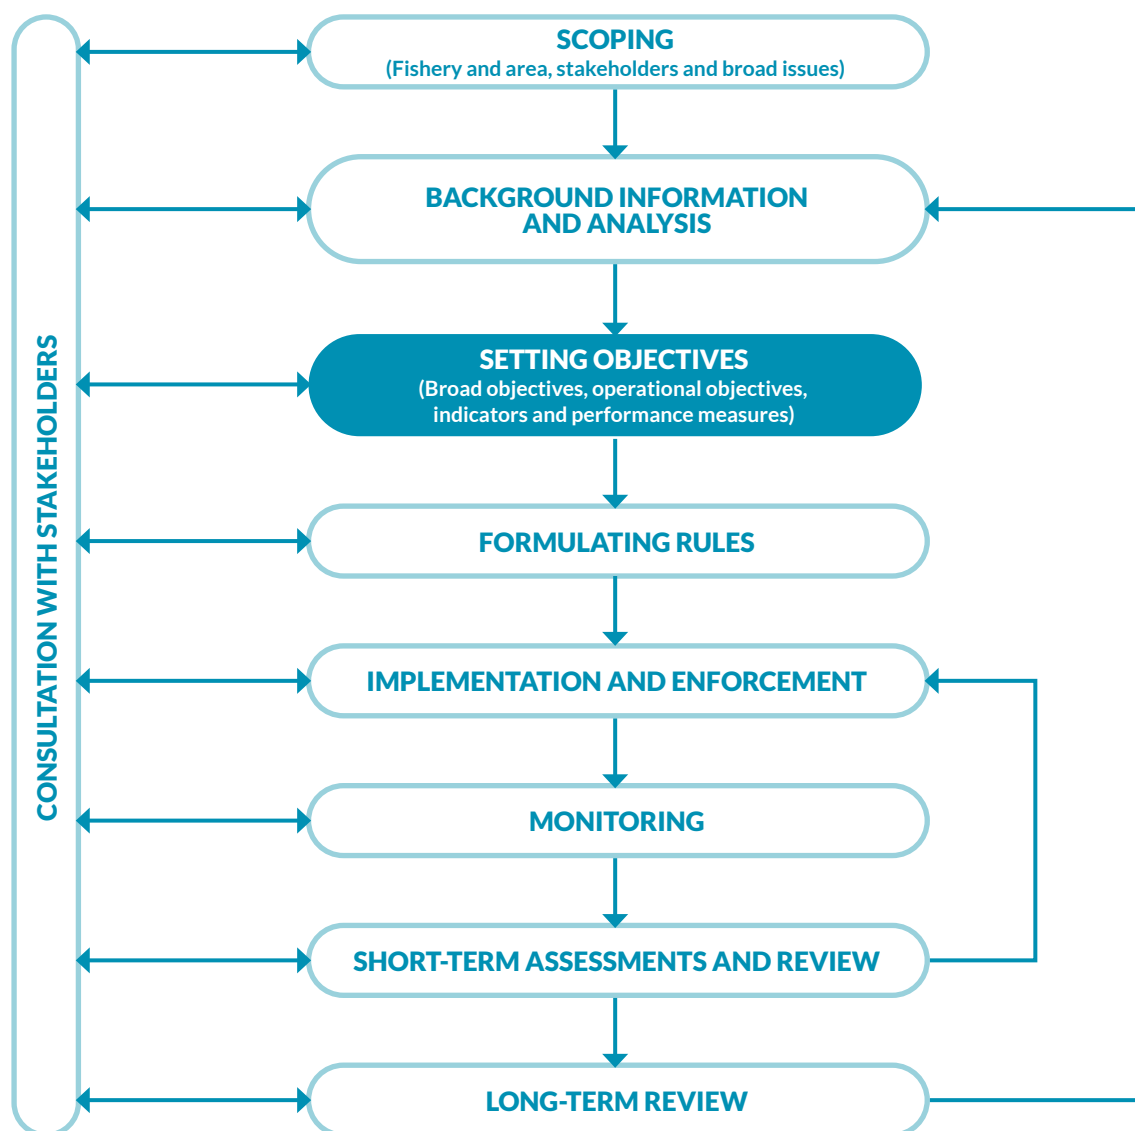 CONSULTATION WITH STAKEHOLDERS
SCOPING
(Fishery and area, stakeholders and broad issues)
BACKGROUND INFORMATION
AND ANALYSIS
SETTING OBJECTIVES
(Broad objectives, operational objectives,
indicators and performance measures)
FORMULATING RULES
IMPLEMENTATION AND ENFORCEMENT
MONITORING
SHORT-TERM ASSESSMENTS AND REVIEW
LONG-TERM REVIEW